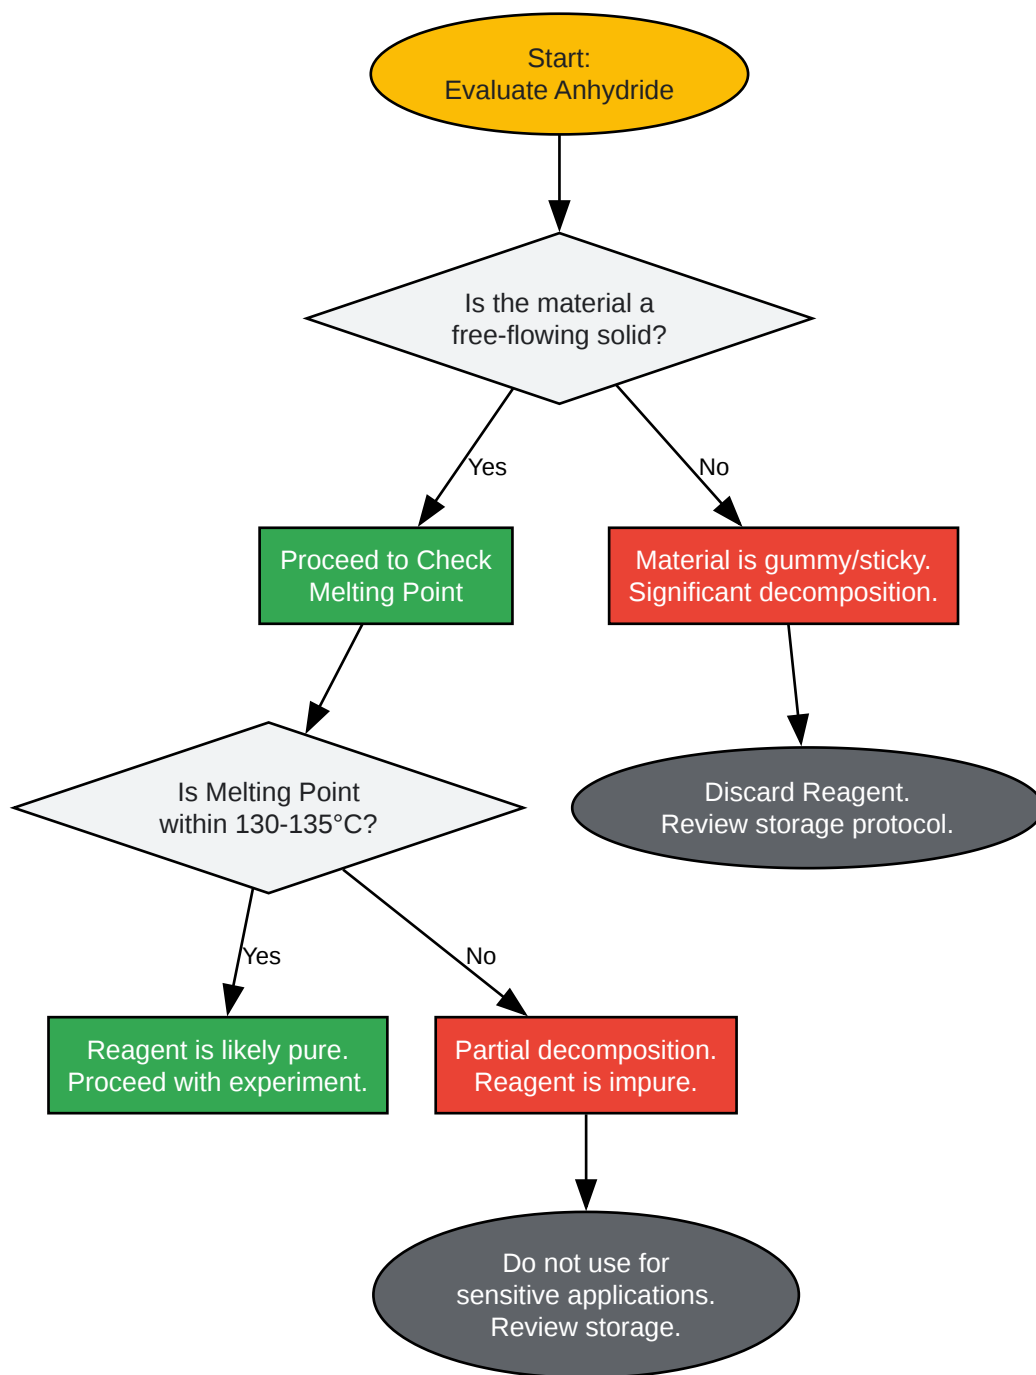 Start:
Evaluate Anhydride
Is the material a
free-flowing solid?
Yes
No
Proceed to Check
Melting Point
Material is gummy/sticky.
Significant decomposition.
Is Melting Point
within 130-135°C?
Discard Reagent.
Review storage protocol.
Yes
No
Reagent is likely pure.
Proceed with experiment.
Partial decomposition.
Reagent is impure.
Do not use for
sensitive applications.
Review storage.